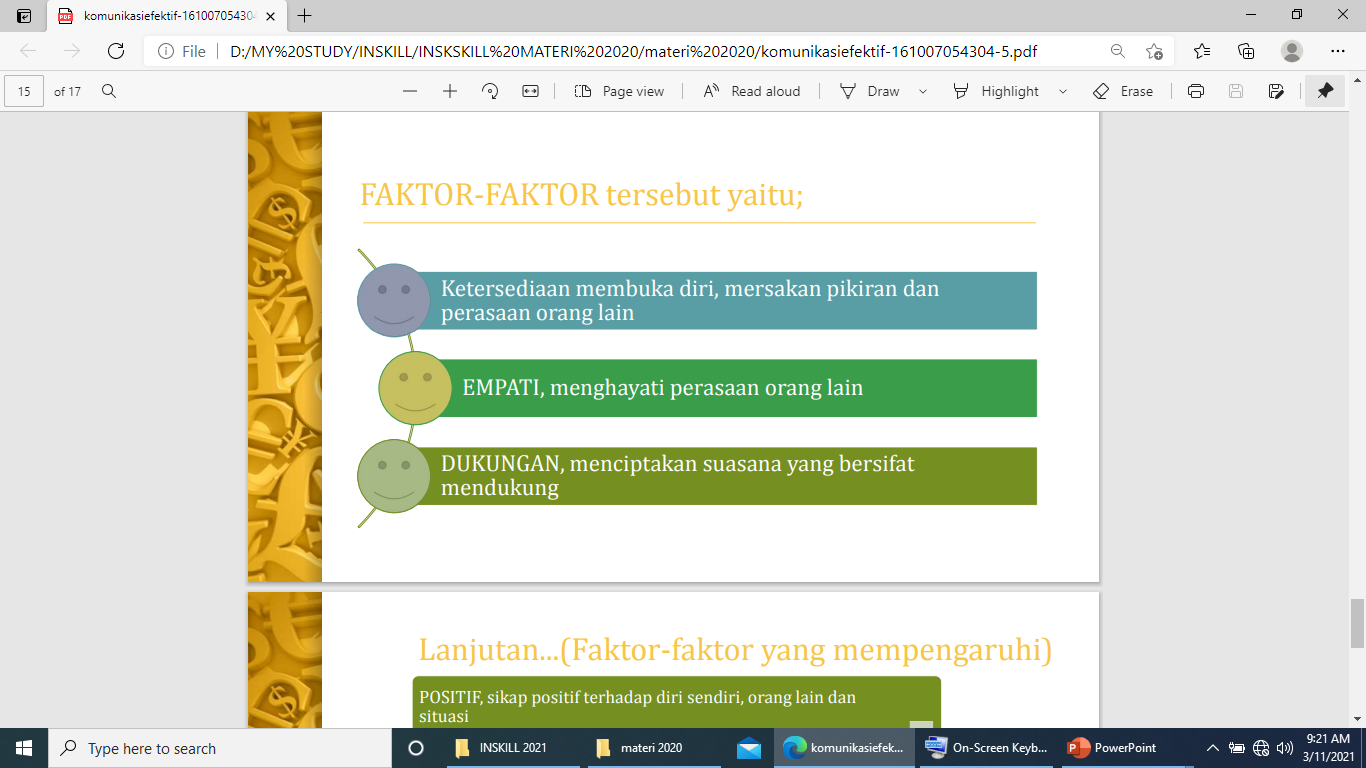 komunikasiefektif-161007054304-
File
D:/MY%20STUDY/INSKILL/INSKSKILL%20MATERI%202020/materi%202020/komunikasiefektif-161007054304-5.pdf
15 of 17
Page view
Read aloud
Draw
Highlight
Erase
FAKTOR-FAKTOR tersebut yaitu;
Ketersediaan membuka diri, mersakan pikiran dan
perasaan orang lain
EMPATI, menghayati perasaan orang lain
DUKUNGAN, menciptakan suasana yang bersifat
mendukung
Lanjutan...(Faktor-faktor yang mempengaruhi)
POSITIF, sikap positif terhadap diri sendiri, orang lain dan
situasi
Type here to search
INSKILL 2021
materi 2020
komunikasiefek...
On-Screen Keyb...
PowerPoint
9:21 AM
3/11/2021